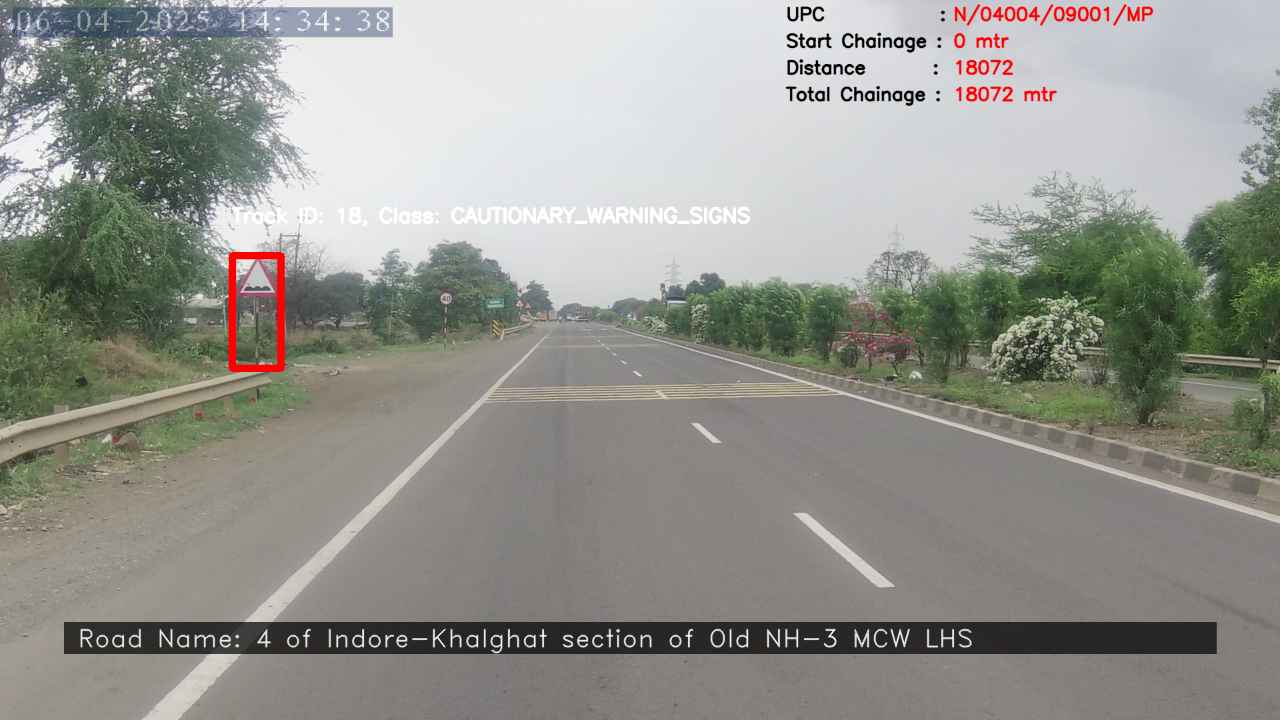 06-04-2025 14:34:38
UPC : N/04004/09001/MP
Start Chainage : 0 mtr
Distance : 18072
Total Chainage : 18072 mtr
Track ID: 18, Class: CAUTIONARY_WARNING_SIGNS
40
Road Name: 4 of Indore-Khalghat section of Old NH-3 MCW LHS